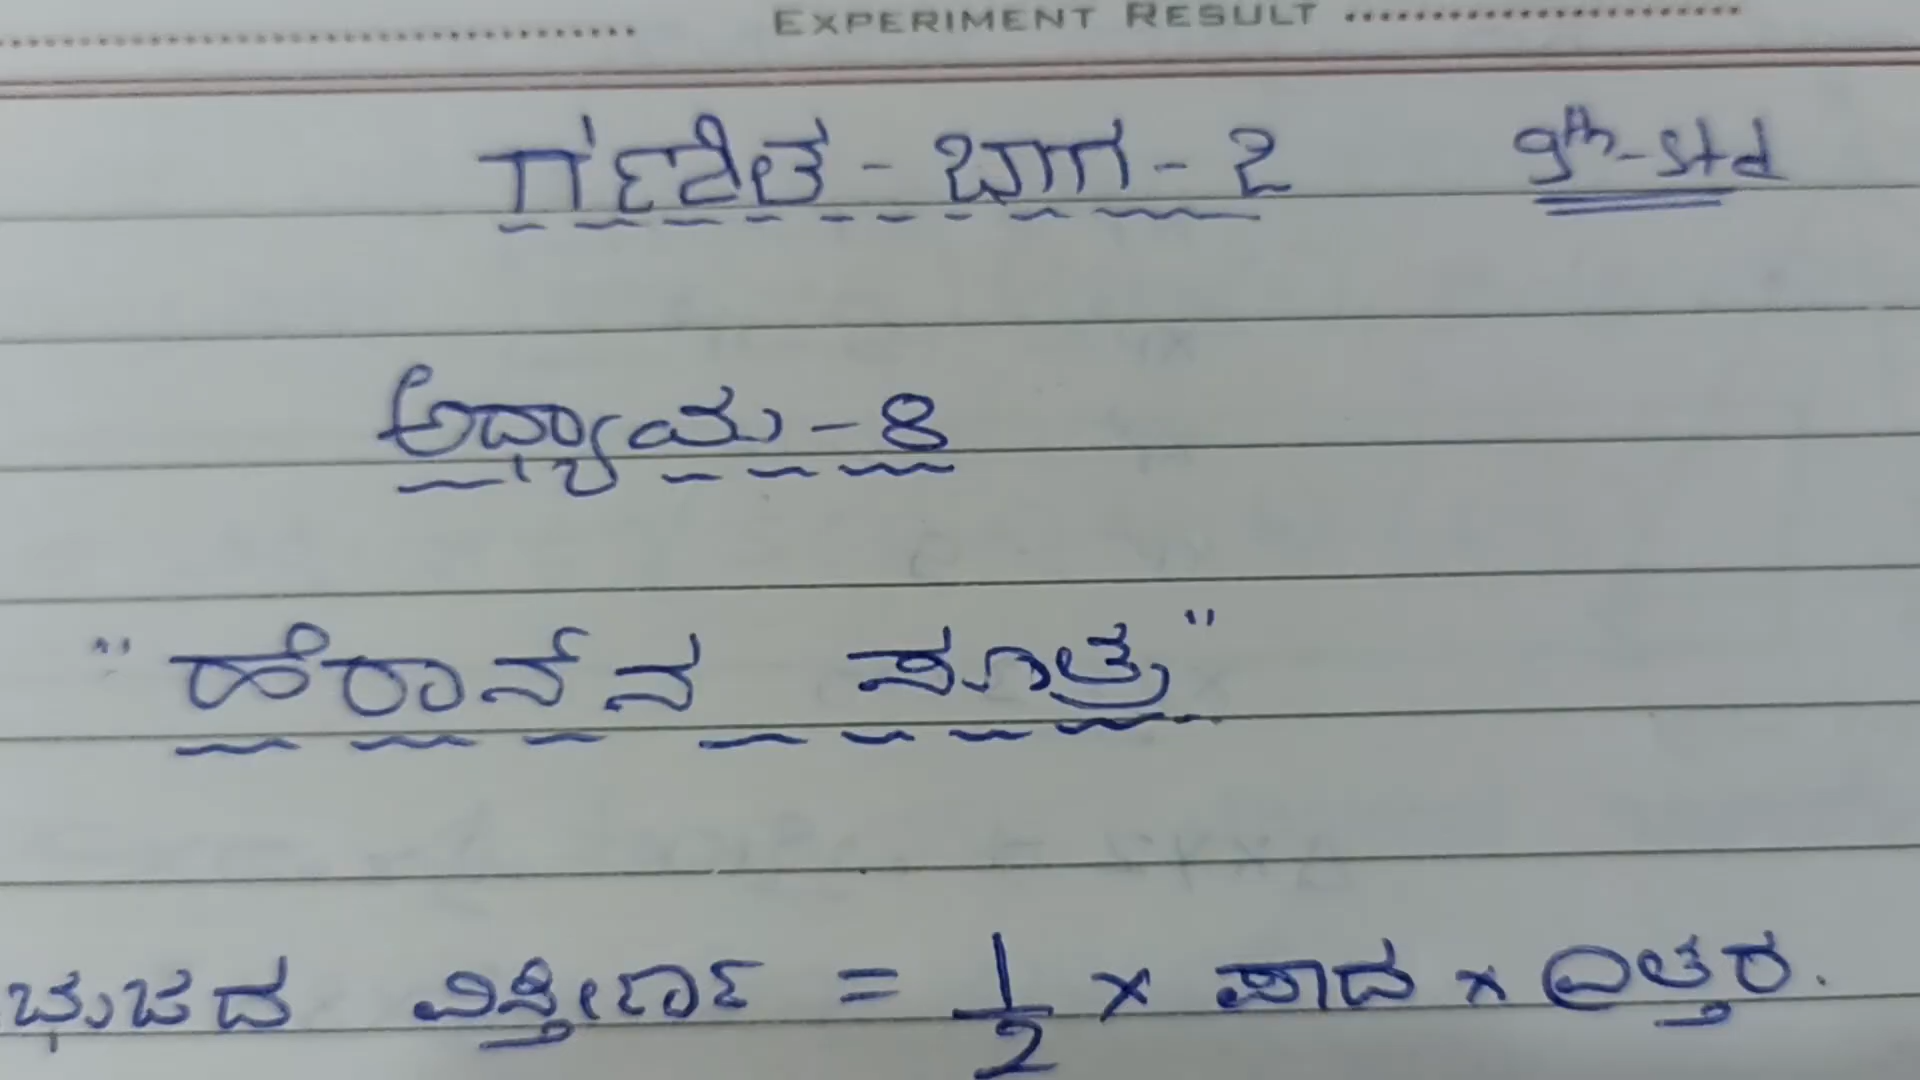 EXPERIMENT RESULT
ಗಣಿತ - ಭಾಗ - 2 9th-std
ಅಧ್ಯಾಯ - 8
"ಹೆರಾನ್‌ನ ಸೂತ್ರ"
ಭುಜದ ವಿಸ್ತೀರ್ಣ = 1/2 × ಪಾದ × ಎತ್ತರ.